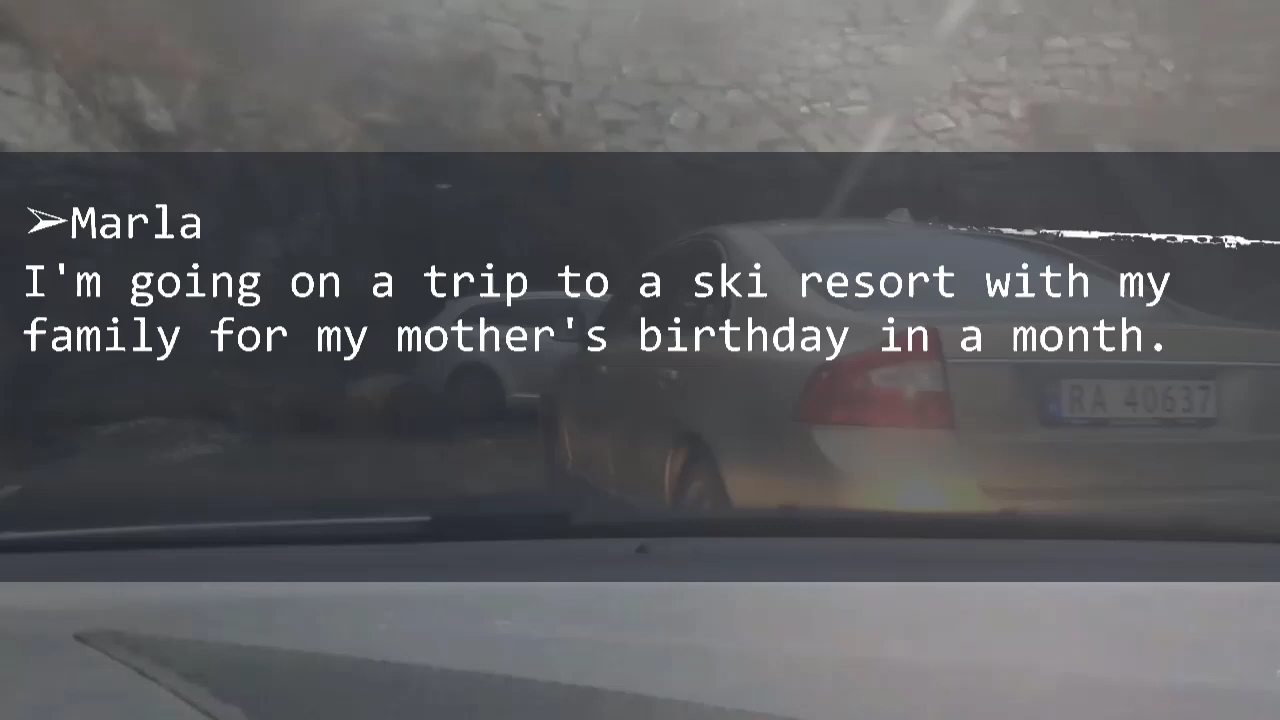 ➢Marla
I'm going on a trip to a ski resort with my
family for my mother's birthday in a month.
RA 40637